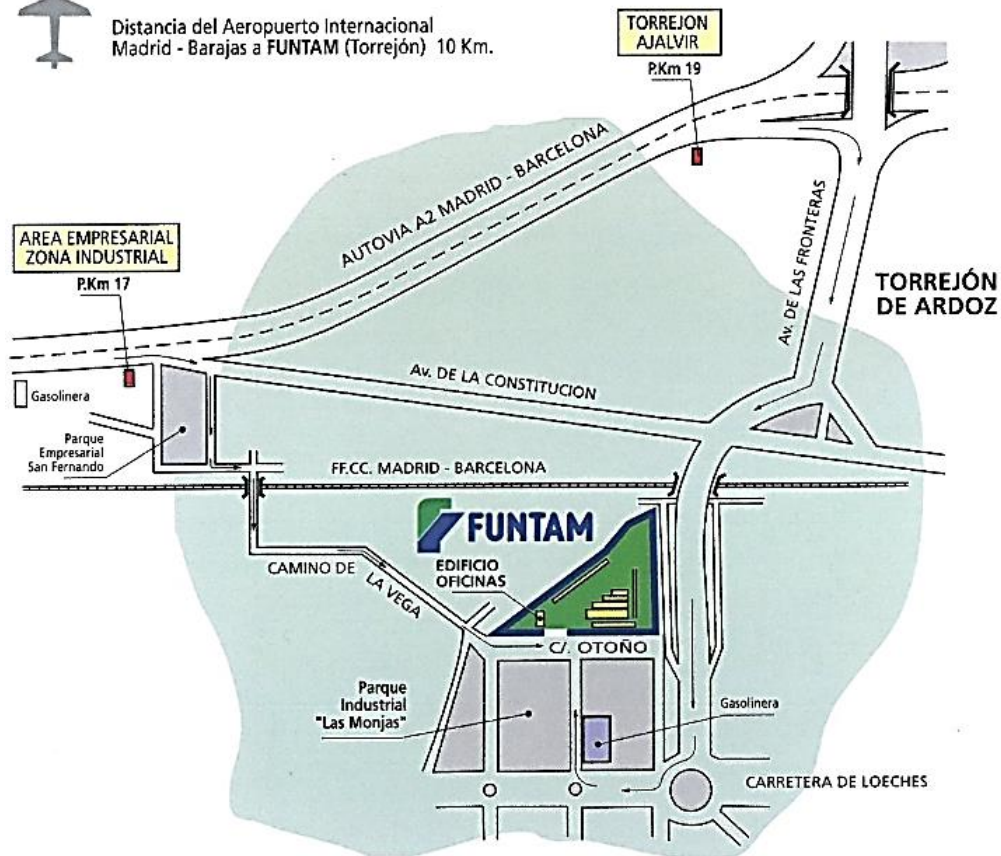 Distancia del Aeropuerto Internacional
Madrid - Barajas a FUNTAM (Torrejón) 10 Km.
TORREJON
AJALVIR
P.Km 19
AUTOVIA A2 MADRID - BARCELONA
AREA EMPRESARIAL
ZONA INDUSTRIAL
P.Km 17
Av. DE LAS FRONTERAS
TORREJÓN
DE ARDOZ
Gasolinera
Av. DE LA CONSTITUCION
Parque
Empresarial
San Fernando
FF.CC. MADRID - BARCELONA
FUNTAM
EDIFICIO
OFICINAS
CAMINO DE
LA VEGA
C/. OTOÑO
Parque
Industrial
"Las Monjas"
Gasolinera
CARRETERA DE LOECHES